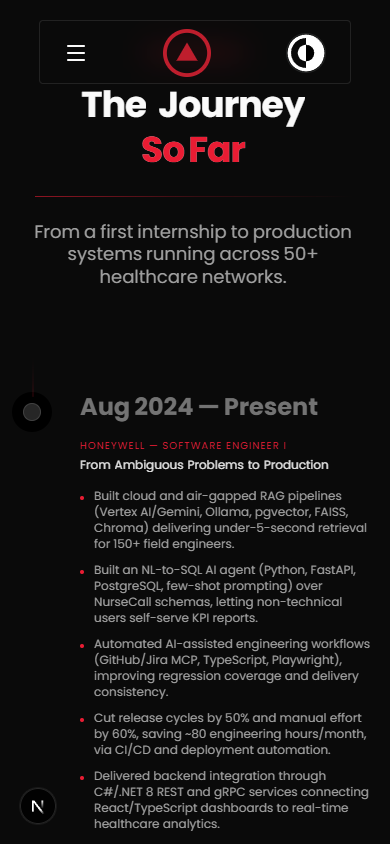 The Journey
So Far
From a first internship to production
systems running across 50+
healthcare networks.
Aug 2024 — Present
HONEYWELL — SOFTWARE ENGINEER I
From Ambiguous Problems to Production
Built cloud and air-gapped RAG pipelines
(Vertex AI/Gemini, Ollama, pgvector, FAISS,
Chroma) delivering under-5-second retrieval
for 150+ field engineers.
Built an NL-to-SQL AI agent (Python, FastAPI,
PostgreSQL, few-shot prompting) over
NurseCall schemas, letting non-technical
users self-serve KPI reports.
Automated AI-assisted engineering workflows
(GitHub/Jira MCP, TypeScript, Playwright),
improving regression coverage and delivery
consistency.
Cut release cycles by 50% and manual effort
by 60%, saving ~80 engineering hours/month,
via CI/CD and deployment automation.
Delivered backend integration through
C#/.NET 8 REST and gRPC services connecting
React/TypeScript dashboards to real-time
healthcare analytics.
N